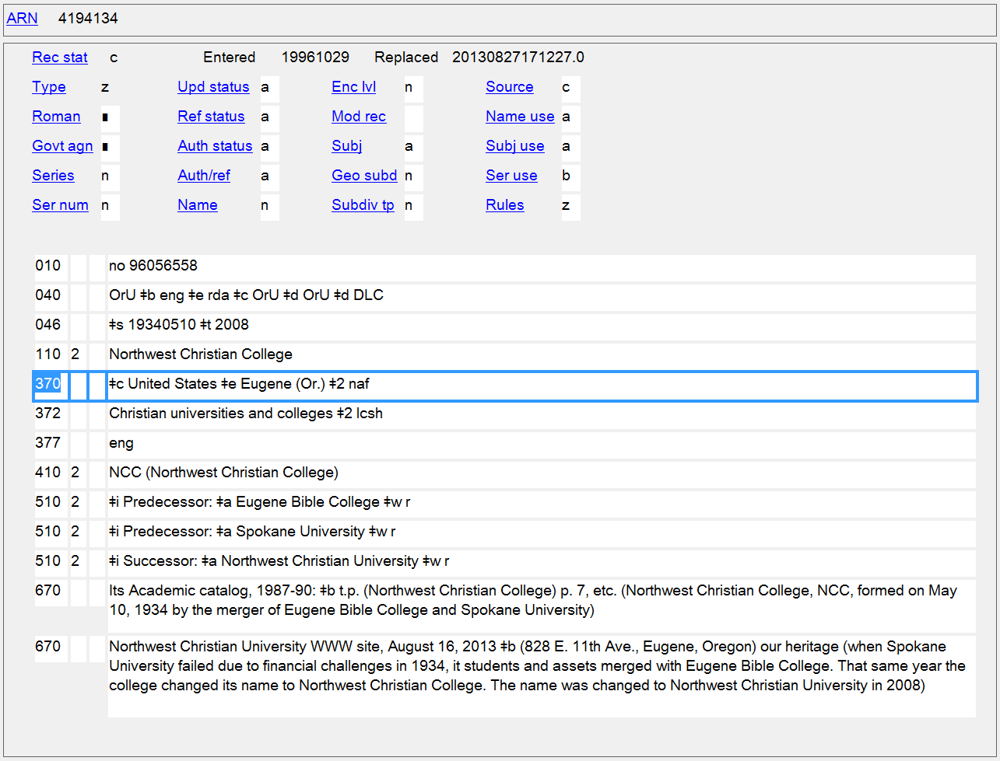 ARN 4194134
Rec stat c Entered 19961029 Replaced 20130827171227.0
Type z Upd status a Enc lvl n Source c
Roman ▮ Ref status a Mod rec Name use a
Govt agn ▮ Auth status a Subj a Subj use a
Series n Auth/ref a Geo subd n Ser use b
Ser num n Name n Subdiv tp n Rules z
010 no 96056558
040 OrU ǂb eng ǂe rda ǂc OrU ǂd OrU ǂd DLC
046 ǂs 19340510 ǂt 2008
110 2 Northwest Christian College
370 ǂc United States ǂe Eugene (Or.) ǂ2 naf
372 Christian universities and colleges ǂ2 lcsh
377 eng
410 2 NCC (Northwest Christian College)
510 2 ǂi Predecessor: ǂa Eugene Bible College ǂw r
510 2 ǂi Predecessor: ǂa Spokane University ǂw r
510 2 ǂi Successor: ǂa Northwest Christian University ǂw r
670 Its Academic catalog, 1987-90: ǂb t.p. (Northwest Christian College) p. 7, etc. (Northwest Christian College, NCC, formed on May
10, 1934 by the merger of Eugene Bible College and Spokane University)
670 Northwest Christian University WWW site, August 16, 2013 ǂb (828 E. 11th Ave., Eugene, Oregon) our heritage (when Spokane
University failed due to financial challenges in 1934, it students and assets merged with Eugene Bible College. That same year the
college changed its name to Northwest Christian College. The name was changed to Northwest Christian University in 2008)